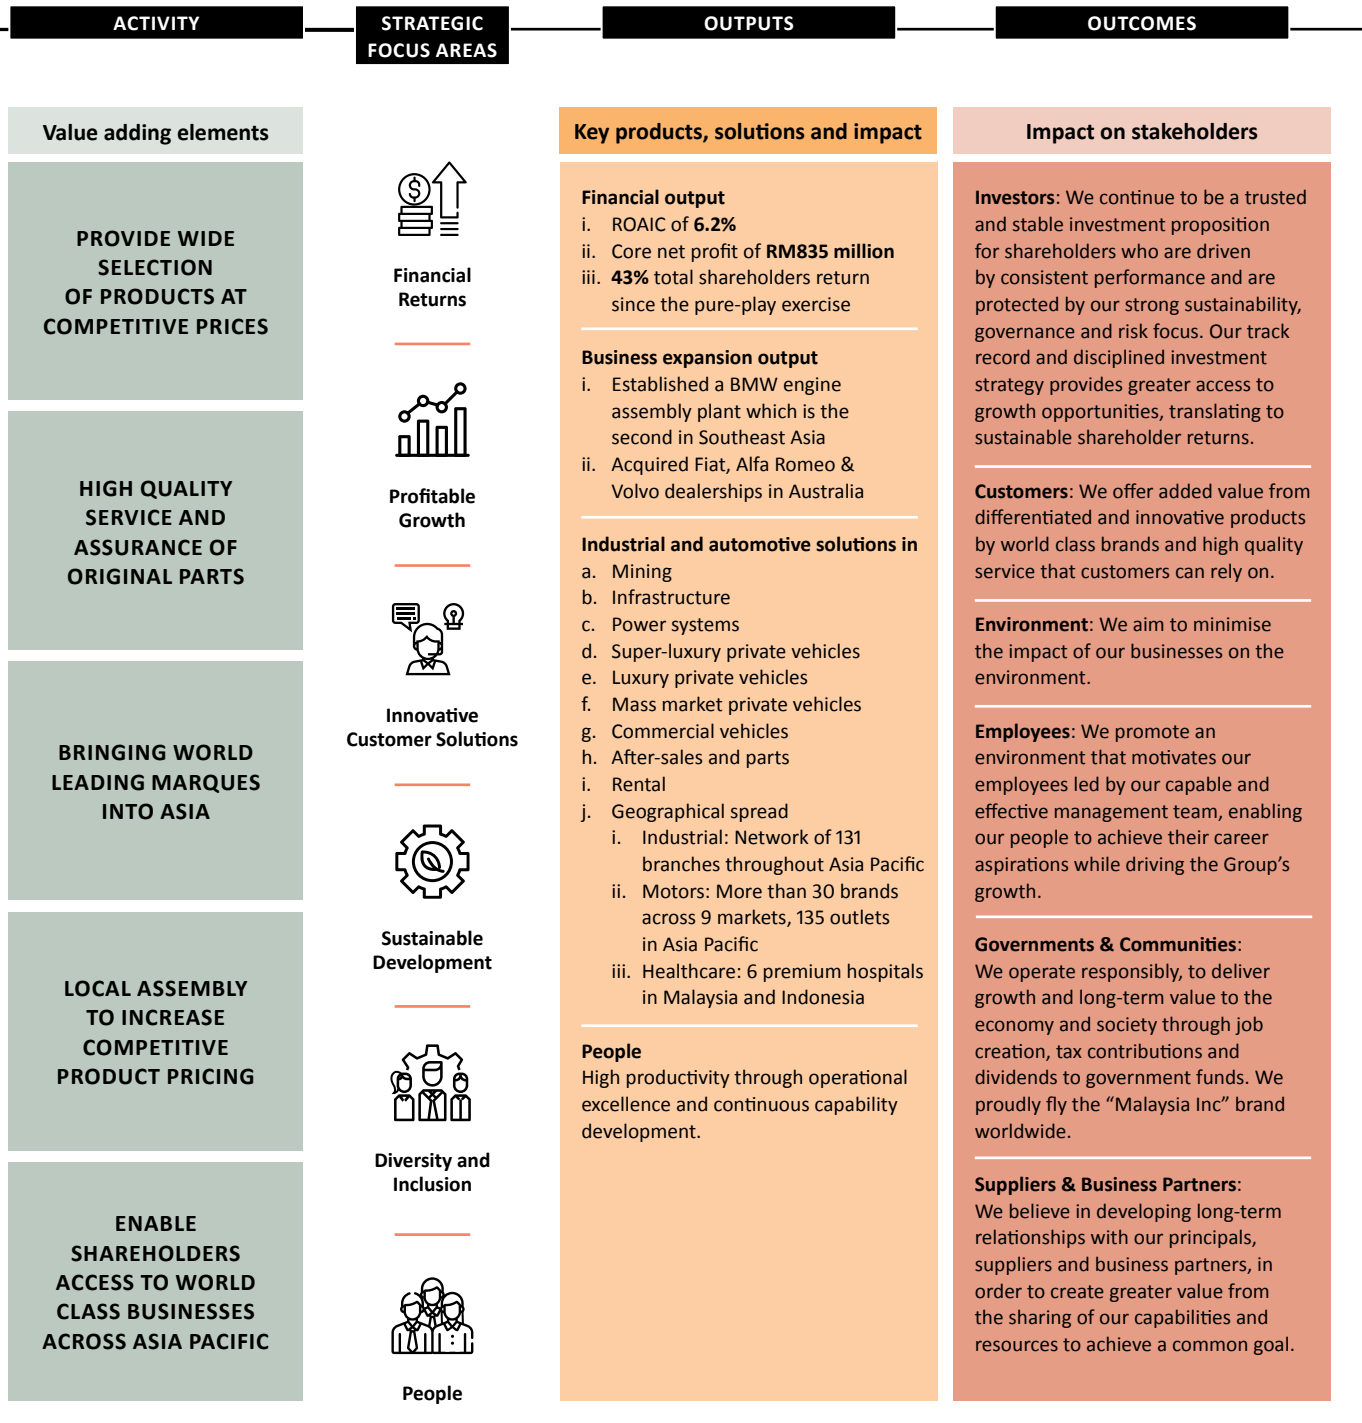 ACTIVITY
STRATEGIC
FOCUS AREAS
OUTPUTS
OUTCOMES
Value adding elements
PROVIDE WIDE
SELECTION
OF PRODUCTS AT
COMPETITIVE PRICES
HIGH QUALITY
SERVICE AND
ASSURANCE OF
ORIGINAL PARTS
BRINGING WORLD
LEADING MARQUES
INTO ASIA
LOCAL ASSEMBLY
TO INCREASE
COMPETITIVE
PRODUCT PRICING
ENABLE
SHAREHOLDERS
ACCESS TO WORLD
CLASS BUSINESSES
ACROSS ASIA PACIFIC
$
Financial
Returns
Profitable
Growth
Innovative
Customer Solutions
Sustainable
Development
Diversity and
Inclusion
People
Key products, solutions and impact
Financial output
i. ROAIC of 6.2%
ii. Core net profit of RM835 million
iii. 43% total shareholders return
since the pure-play exercise
Business expansion output
i. Established a BMW engine
assembly plant which is the
second in Southeast Asia
ii. Acquired Fiat, Alfa Romeo &
Volvo dealerships in Australia
Industrial and automotive solutions in
a. Mining
b. Infrastructure
c. Power systems
d. Super-luxury private vehicles
e. Luxury private vehicles
f. Mass market private vehicles
g. Commercial vehicles
h. After-sales and parts
i. Rental
j. Geographical spread
i. Industrial: Network of 131
branches throughout Asia Pacific
ii. Motors: More than 30 brands
across 9 markets, 135 outlets
in Asia Pacific
iii. Healthcare: 6 premium hospitals
in Malaysia and Indonesia
People
High productivity through operational
excellence and continuous capability
development.
Impact on stakeholders
Investors: We continue to be a trusted
and stable investment proposition
for shareholders who are driven
by consistent performance and are
protected by our strong sustainability,
governance and risk focus. Our track
record and disciplined investment
strategy provides greater access to
growth opportunities, translating to
sustainable shareholder returns.
Customers: We offer added value from
differentiated and innovative products
by world class brands and high quality
service that customers can rely on.
Environment: We aim to minimise
the impact of our businesses on the
environment.
Employees: We promote an
environment that motivates our
employees led by our capable and
effective management team, enabling
our people to achieve their career
aspirations while driving the Group's
growth.
Governments & Communities:
We operate responsibly, to deliver
growth and long-term value to the
economy and society through job
creation, tax contributions and
dividends to government funds. We
proudly fly the “Malaysia Inc” brand
worldwide.
Suppliers & Business Partners:
We believe in developing long-term
relationships with our principals,
suppliers and business partners, in
order to create greater value from
the sharing of our capabilities and
resources to achieve a common goal.